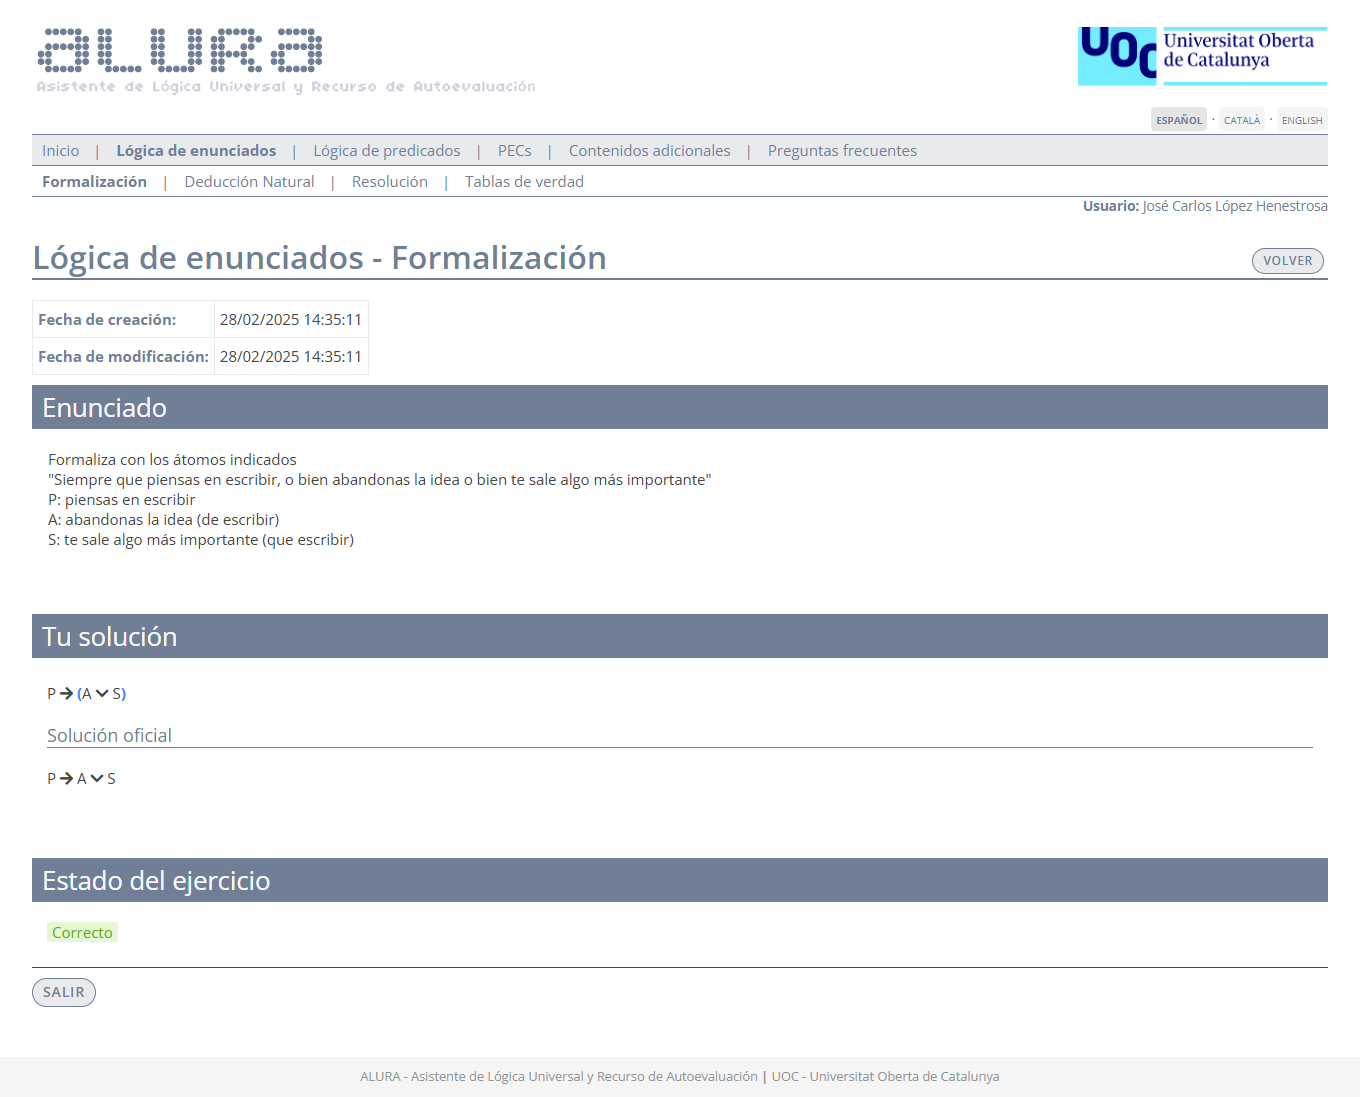 ALURA
Asistente de Lógica Universal y Recurso de Autoevaluación
UOC Universitat Oberta
de Catalunya
ESPAÑOL · CATALÀ · ENGLISH
Inicio | Lógica de enunciados | Lógica de predicados | PECs | Contenidos adicionales | Preguntas frecuentes
Formalización | Deducción Natural | Resolución | Tablas de verdad
Usuario: José Carlos López Henestrosa
Lógica de enunciados - Formalización
VOLVER
Fecha de creación: 28/02/2025 14:35:11
Fecha de modificación: 28/02/2025 14:35:11
Enunciado
Formaliza con los átomos indicados
"Siempre que piensas en escribir, o bien abandonas la idea o bien te sale algo más importante"
P: piensas en escribir
A: abandonas la idea (de escribir)
S: te sale algo más importante (que escribir)
Tu solución
P → (A ∨ S)
Solución oficial
P → A ∨ S
Estado del ejercicio
Correcto
SALIR
ALURA - Asistente de Lógica Universal y Recurso de Autoevaluación | UOC - Universitat Oberta de Catalunya